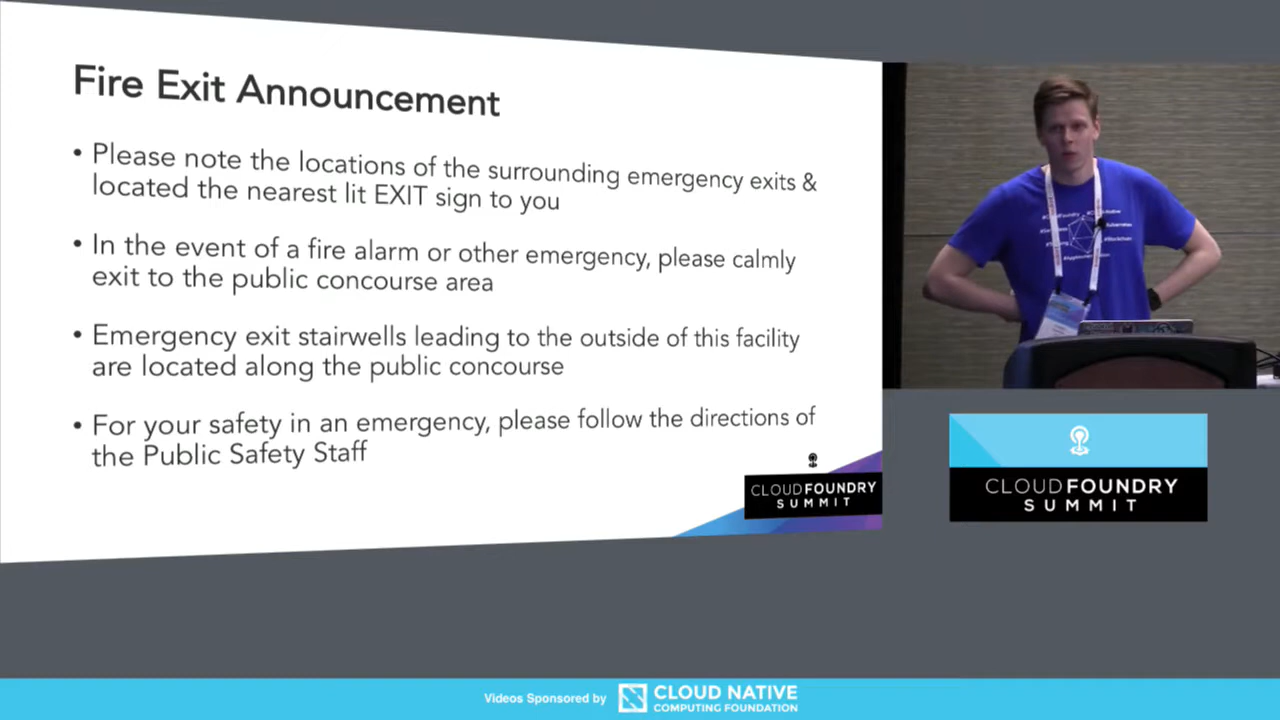 Fire Exit Announcement
• Please note the locations of the surrounding emergency exits &
located the nearest lit EXIT sign to you
• In the event of a fire alarm or other emergency, please calmly
exit to the public concourse area
• Emergency exit stairwells leading to the outside of this facility
are located along the public concourse
• For your safety in an emergency, please follow the directions of
the Public Safety Staff
CLOUDFOUNDRY
SUMMIT
Kubernetes
CLOUDFOUNDRY
SUMMIT
Videos Sponsored by
CLOUD NATIVE
COMPUTING FOUNDATION